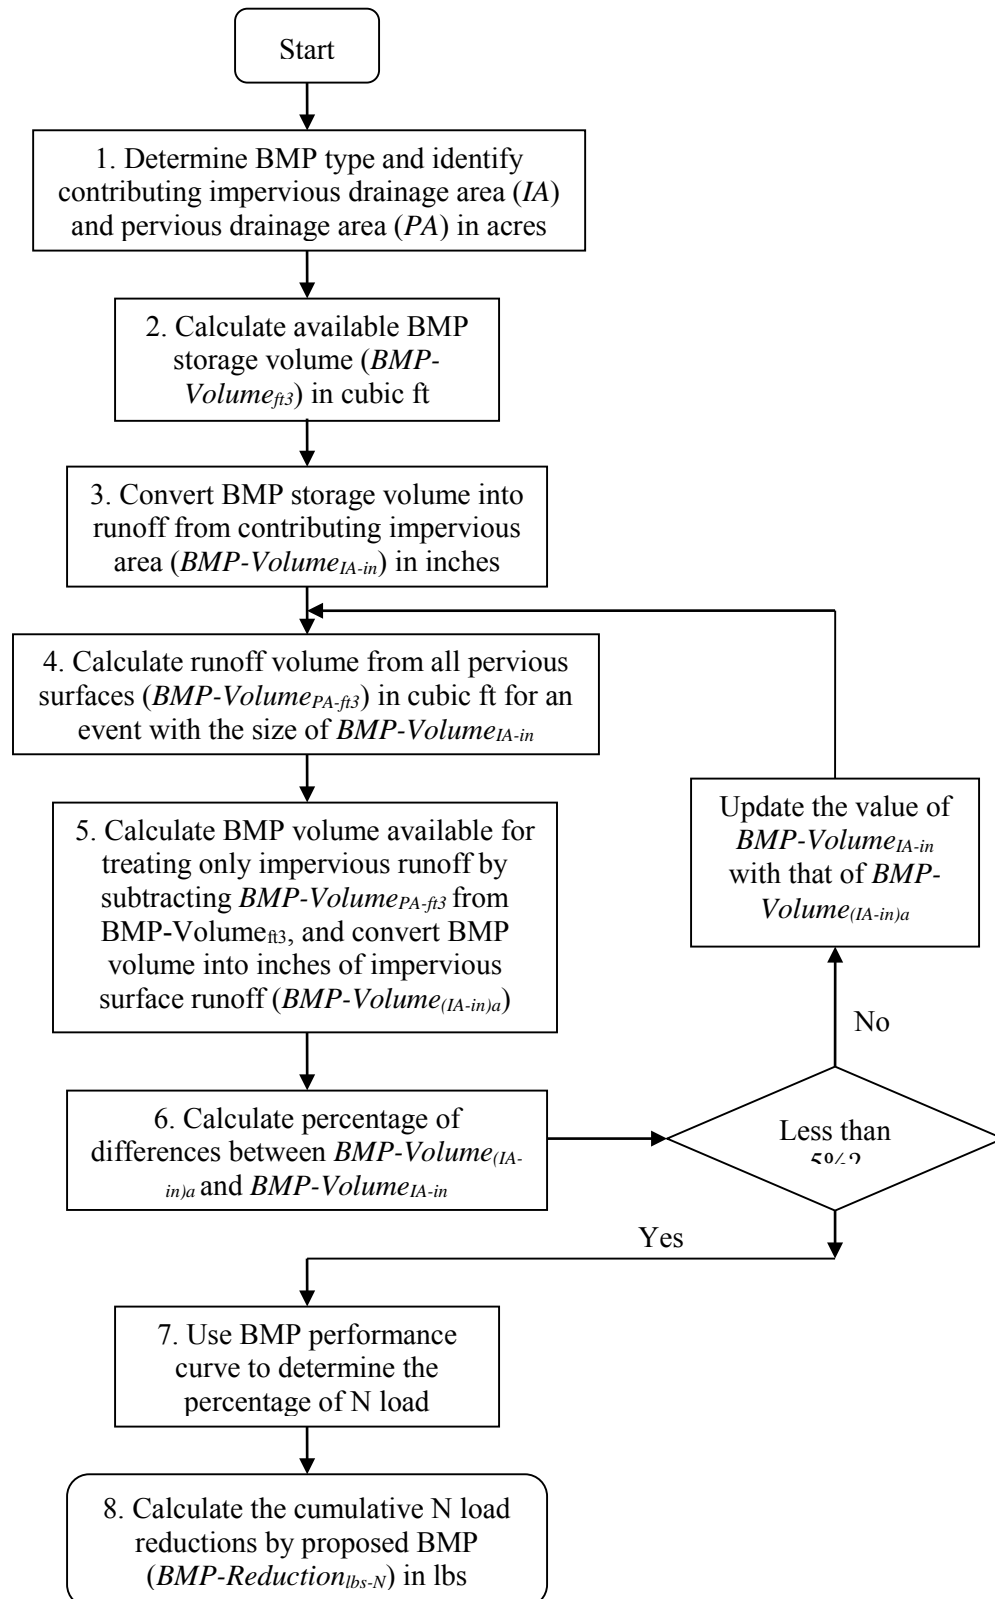 Start
1. Determine BMP type and identify
contributing impervious drainage area (IA)
and pervious drainage area (PA) in acres
2. Calculate available BMP
storage volume (BMP-
Volumeft3) in cubic ft
3. Convert BMP storage volume into
runoff from contributing impervious
area (BMP-VolumeIA-in) in inches
4. Calculate runoff volume from all pervious
surfaces (BMP-VolumePA-ft3) in cubic ft for an
event with the size of BMP-VolumeIA-in
5. Calculate BMP volume available for
treating only impervious runoff by
subtracting BMP-VolumePA-ft3 from
BMP-Volumeft3, and convert BMP
volume into inches of impervious
surface runoff (BMP-Volume(IA-in)a)
Update the value of
BMP-VolumeIA-in
with that of BMP-
Volume(IA-in)a
No
6. Calculate percentage of
differences between BMP-Volume(IA-
in)a and BMP-VolumeIA-in
Less than
5%?
Yes
7. Use BMP performance
curve to determine the
percentage of N load
8. Calculate the cumulative N load
reductions by proposed BMP
(BMP-Reductionlbs-N) in lbs